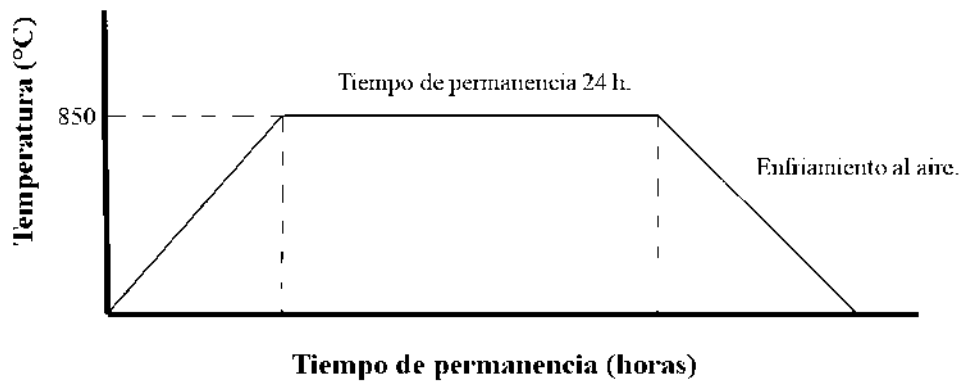 Temperatura (°C)
Tiempo de permanencia 24 h.
850
Enfriamiento al aire.
Tiempo de permanencia (horas)